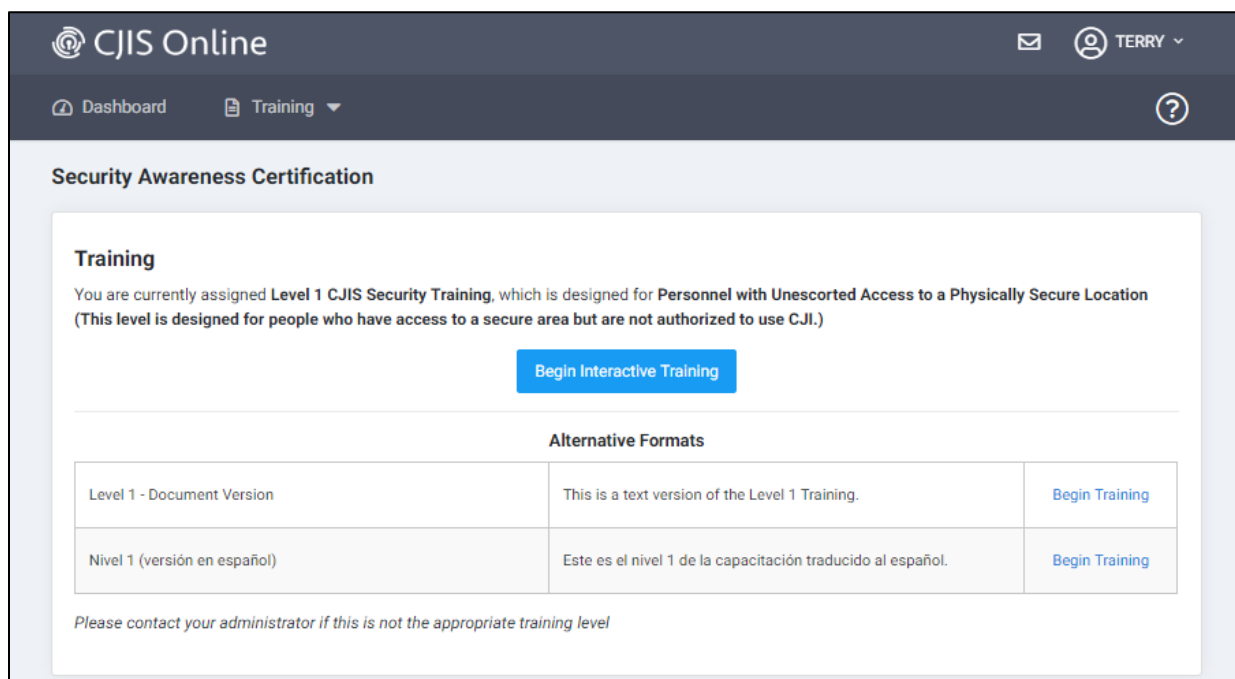 CJIS Online
TERRY
Dashboard
Training
Security Awareness Certification
Training
You are currently assigned Level 1 CJIS Security Training, which is designed for Personnel with Unescorted Access to a Physically Secure Location
(This level is designed for people who have access to a secure area but are not authorized to use CJI.)
Begin Interactive Training
Alternative Formats
Level 1 - Document Version
This is a text version of the Level 1 Training.
Begin Training
Nivel 1 (versión en español)
Este es el nivel 1 de la capacitación traducido al español.
Begin Training
Please contact your administrator if this is not the appropriate training level